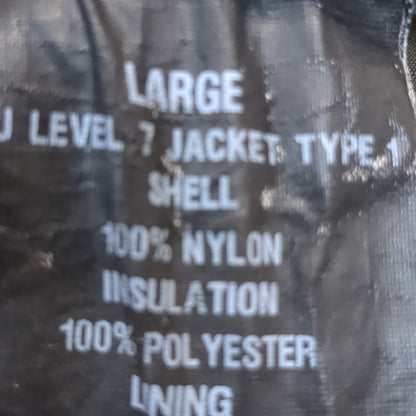 LARGE
J LEVEL 7 JACKET TYPE 1
SHELL
100% NYLON
INSULATION
100% POLYESTER
LINING